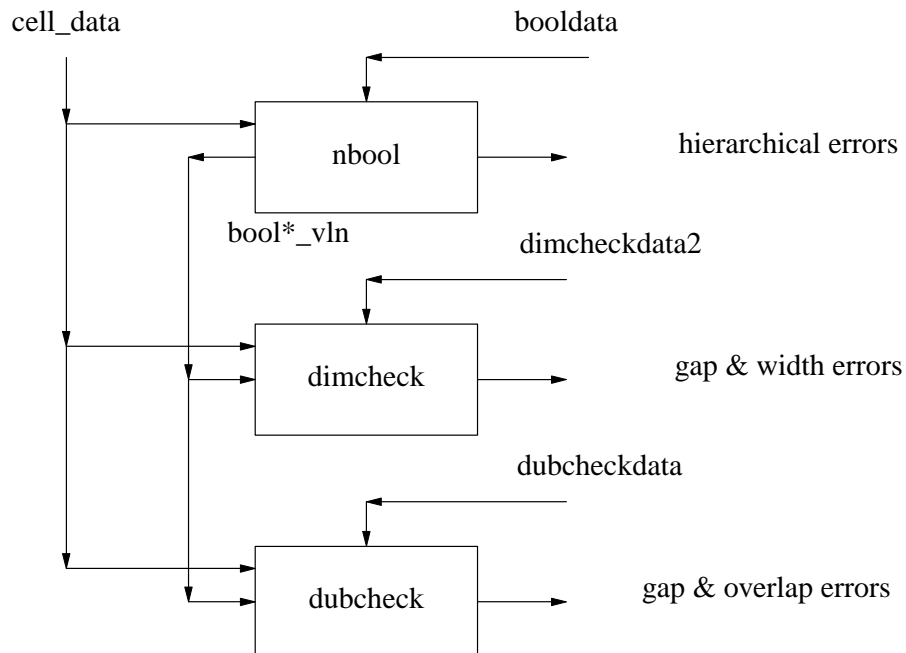 cell_data
booldata
nbool
hierarchical errors
bool*_vln
dimcheckdata2
dimcheck
gap & width errors
dubcheckdata
dubcheck
gap & overlap errors